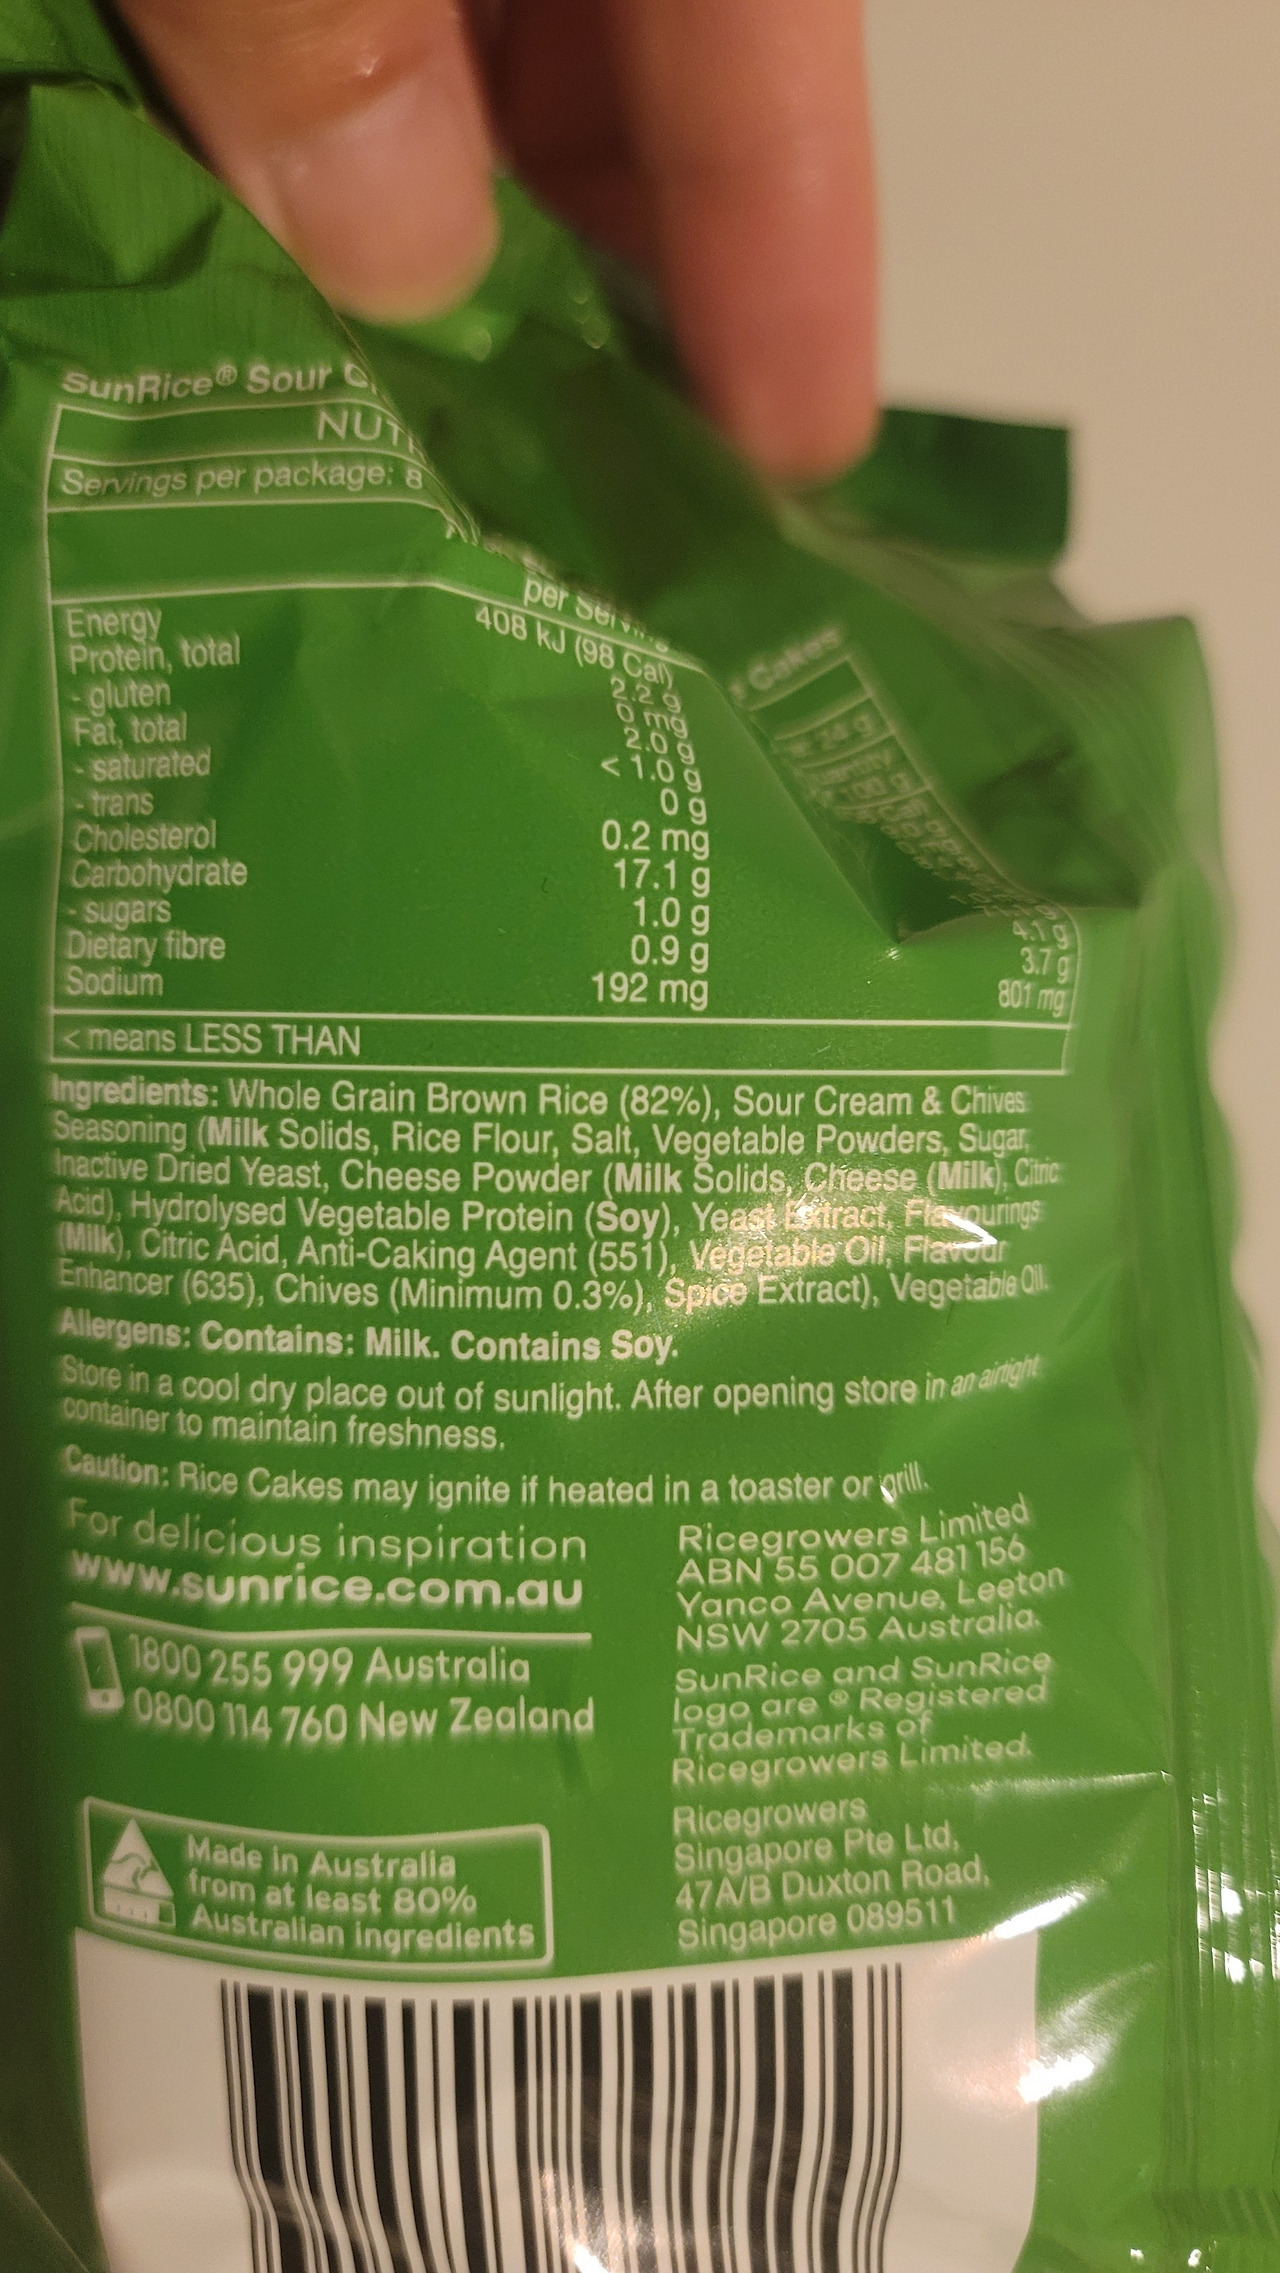 SunRice® Sour
Servings per package: 8
per
Energy 408 kJ (98 Cal)
Protein, total 2.2 g
- gluten 0 mg
Fat, total 2.0 g
- saturated < 1.0 g
- trans 0 g
Cholesterol 0.2 mg
Carbohydrate 17.1 g
- sugars 1.0 g 4.1 g
Dietary fibre 0.9 g 3.7 g
Sodium 192 mg 801 mg
Cakes
24 g
< means LESS THAN
Ingredients: Whole Grain Brown Rice (82%), Sour Cream & Chives
Seasoning (Milk Solids, Rice Flour, Salt, Vegetable Powders, Sugar,
Inactive Dried Yeast, Cheese Powder (Milk Solids, Cheese (Milk), Citric
Acid), Hydrolysed Vegetable Protein (Soy), Yeast Extract, Flavourings
(Milk), Citric Acid, Anti-Caking Agent (551), Vegetable Oil, Flavour
Enhancer (635), Chives (Minimum 0.3%), Spice Extract), Vegetable Oil.
Allergens: Contains: Milk. Contains Soy.
Store in a cool dry place out of sunlight. After opening store in an airtight
container to maintain freshness.
Caution: Rice Cakes may ignite if heated in a toaster or grill.
For delicious inspiration
www.sunrice.com.au
1800 255 999 Australia
0800 114 760 New Zealand
Ricegrowers Limited
ABN 55 007 481 156
Yanco Avenue, Leeton
NSW 2705 Australia.
SunRice and SunRice
logo are ® Registered
Trademarks of
Ricegrowers Limited.
Ricegrowers
Singapore Pte Ltd,
47A/B Duxton Road,
Singapore 089511
Made in Australia
from at least 80%
Australian ingredients